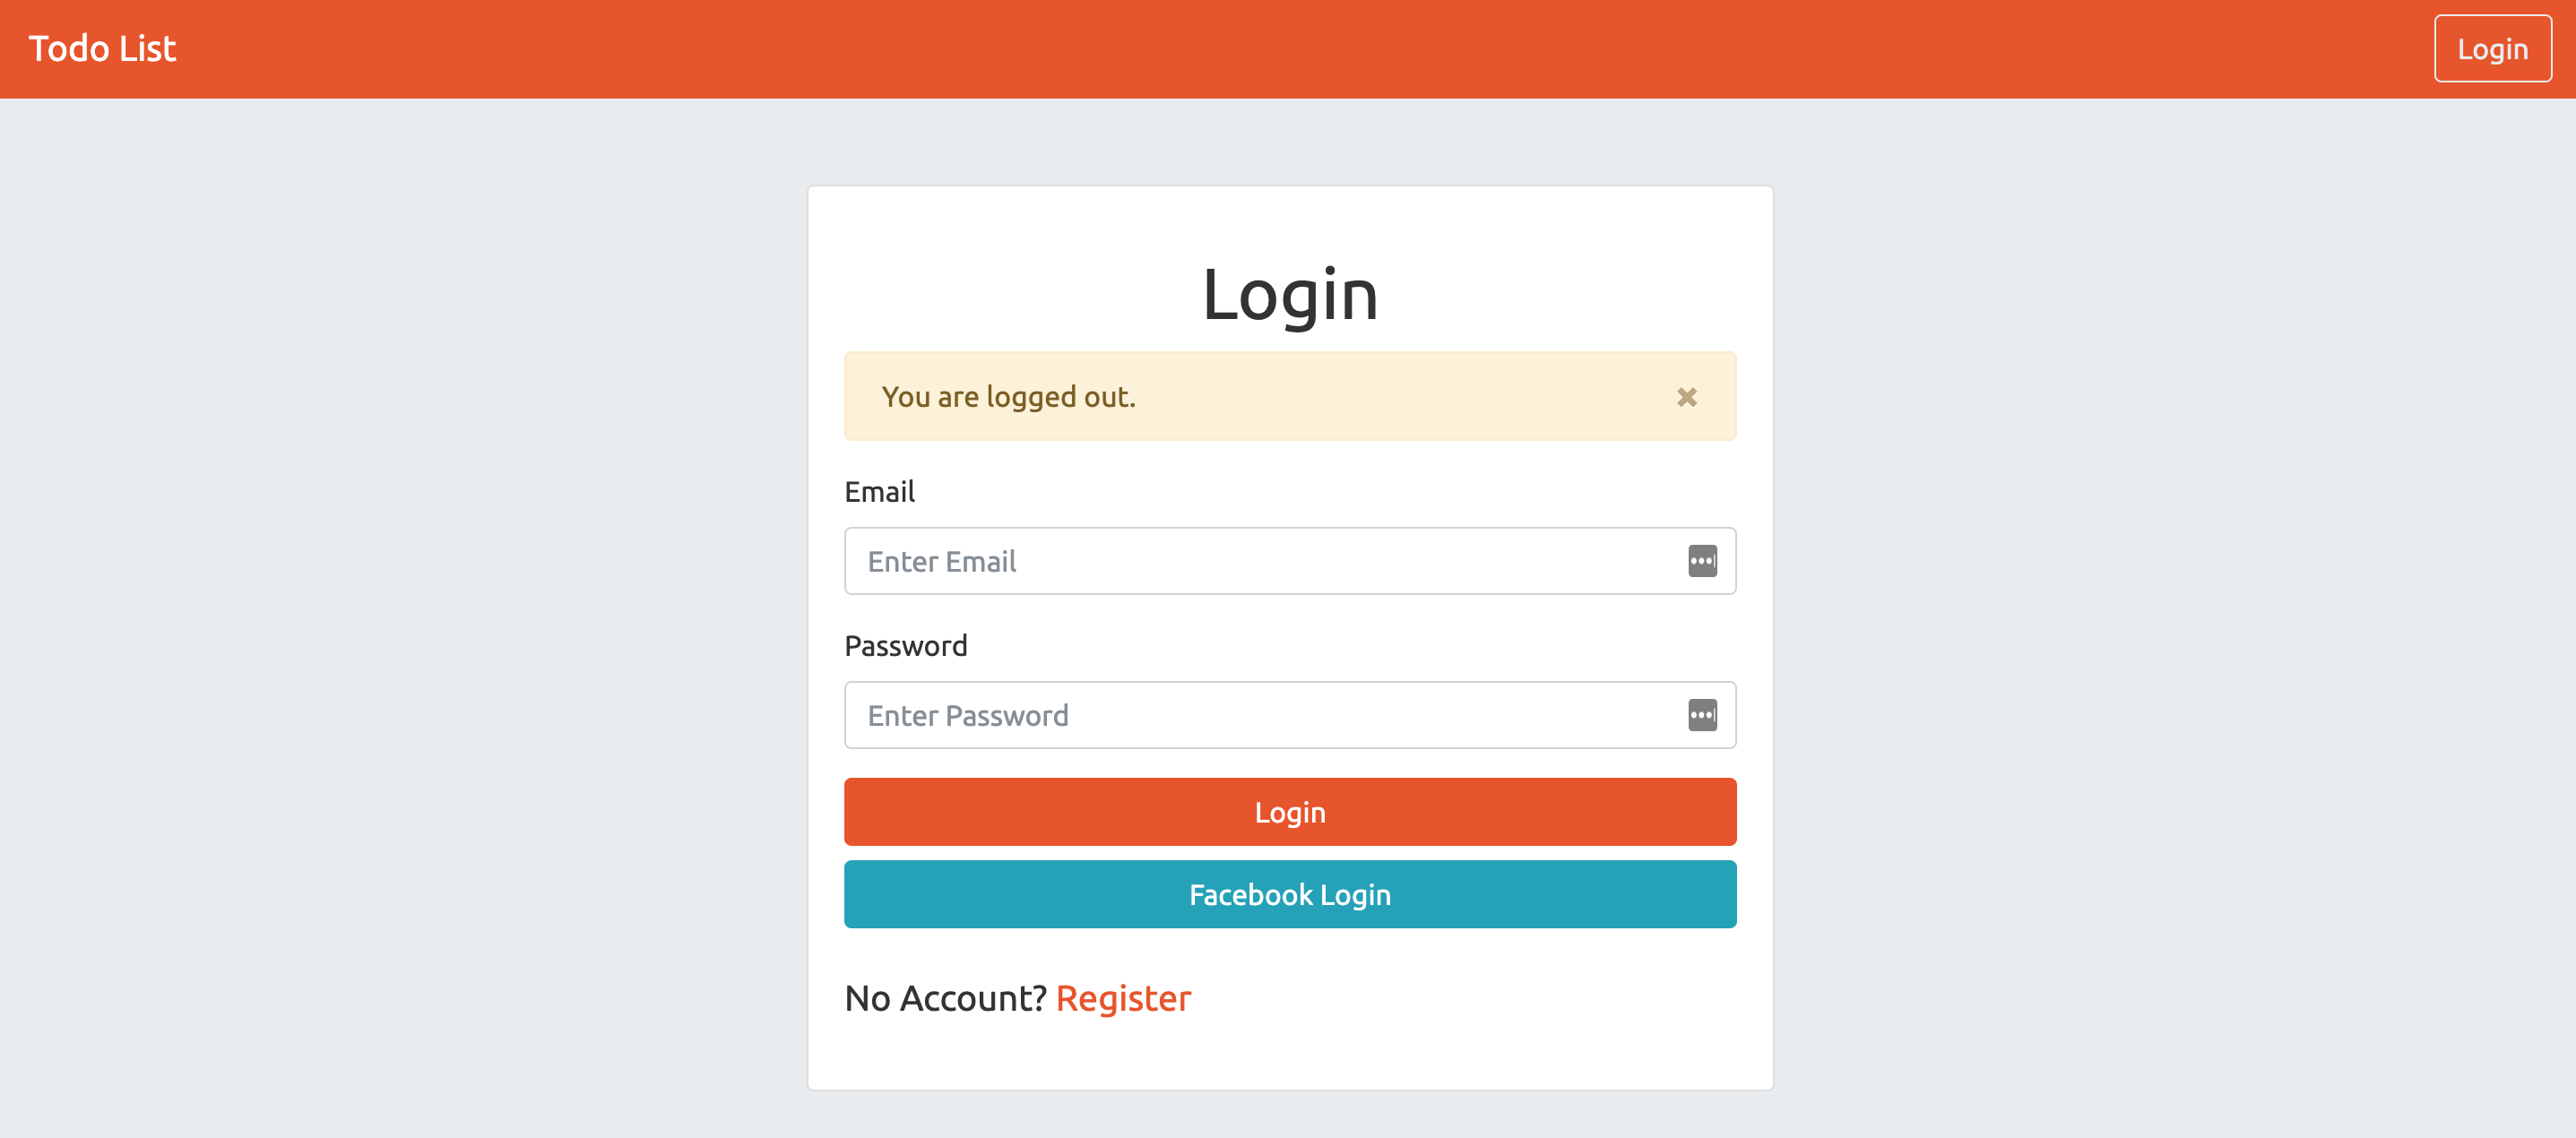 Todo List
Login
Login
You are logged out.
Email
Enter Email
Password
Enter Password
Login
Facebook Login
No Account? Register